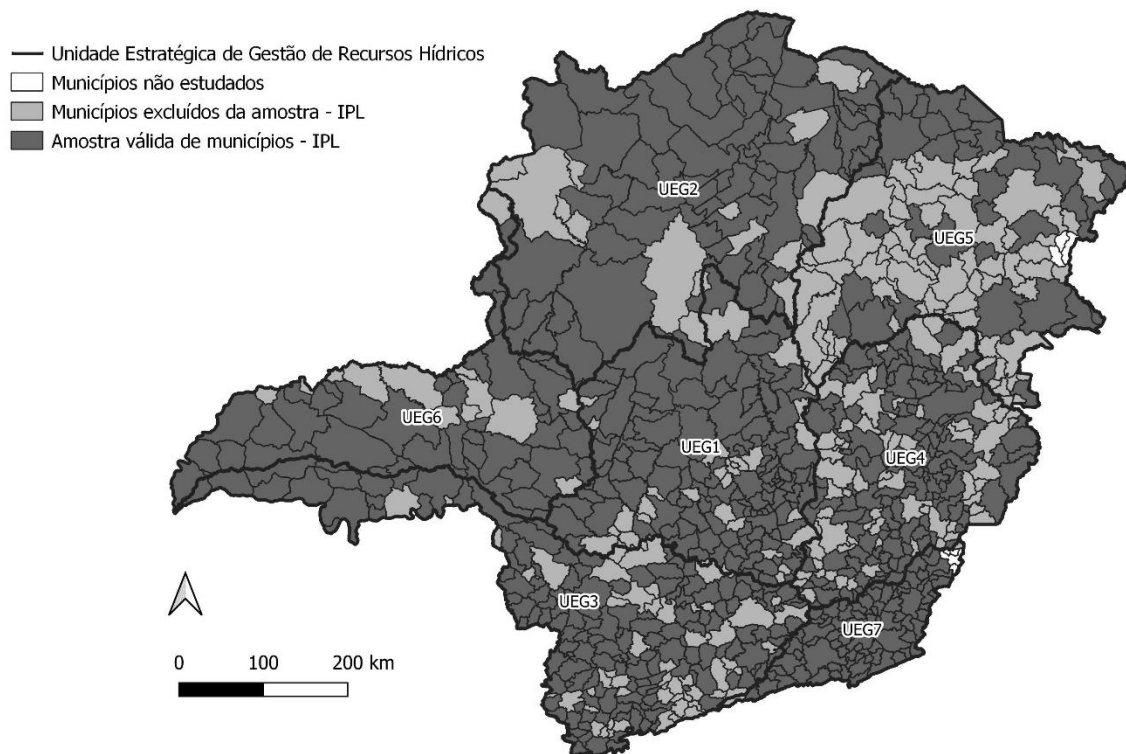 Unidade Estratégica de Gestão de Recursos Hídricos
Municípios não estudados
Municípios excluídos da amostra - IPL
Amostra válida de municípios - IPL
UEG2
UEG5
UEG6
UEG1
UEG4
UEG3
UEG7
0 100 200 km